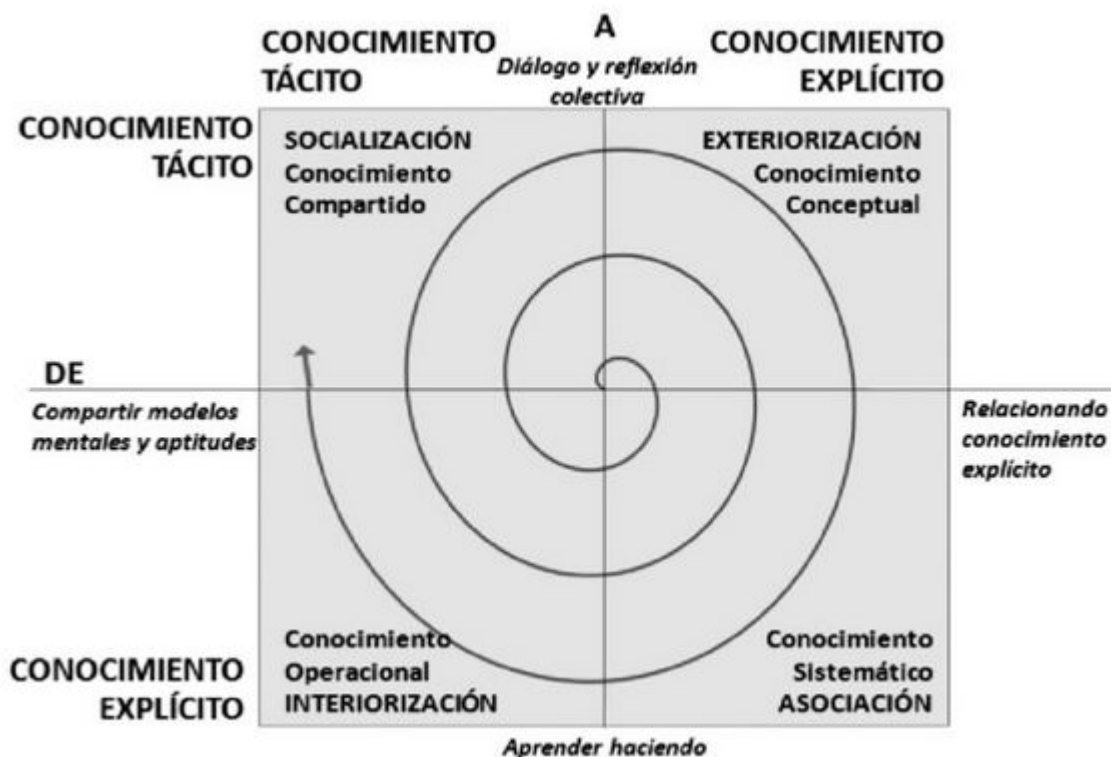 A
CONOCIMIENTO
TÁCITO
Diálogo y reflexión
colectiva
CONOCIMIENTO
EXPLÍCITO
CONOCIMIENTO
TÁCITO
SOCIALIZACIÓN
Conocimiento
Compartido
EXTERIORIZACIÓN
Conocimiento
Conceptual
DE
Compartir modelos
mentales y aptitudes
Relacionando
conocimiento
explícito
CONOCIMIENTO
EXPLÍCITO
Conocimiento
Operacional
INTERIORIZACIÓN
Conocimiento
Sistemático
ASOCIACIÓN
Aprender haciendo